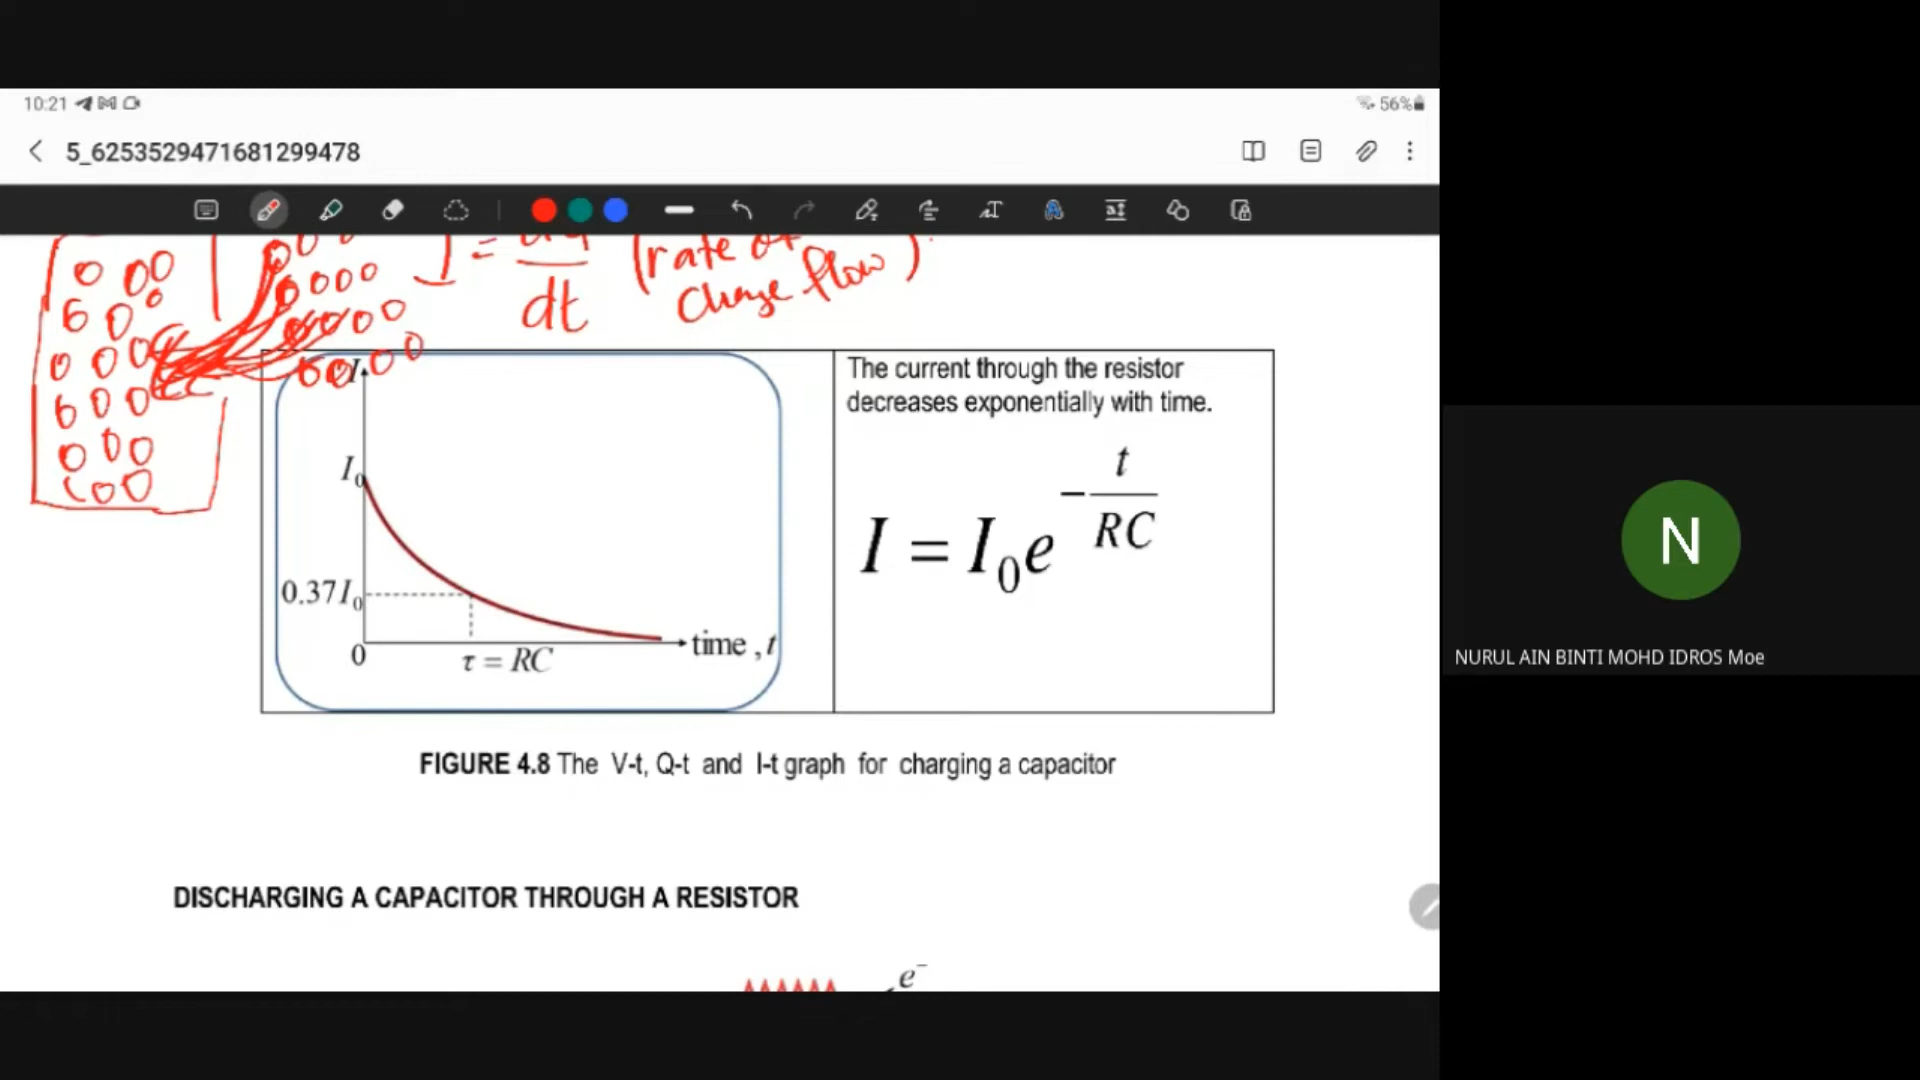 10:21
56%
5_6253529471681299478
I = dq/dt (rate of
charge flow)
I
I0
0.37I0
0
τ = RC
time, t
The current through the resistor
decreases exponentially with time.
I = I0e^-t/RC
FIGURE 4.8 The V-t, Q-t and I-t graph for charging a capacitor
DISCHARGING A CAPACITOR THROUGH A RESISTOR
e-
N
NURUL AIN BINTI MOHD IDROS Moe